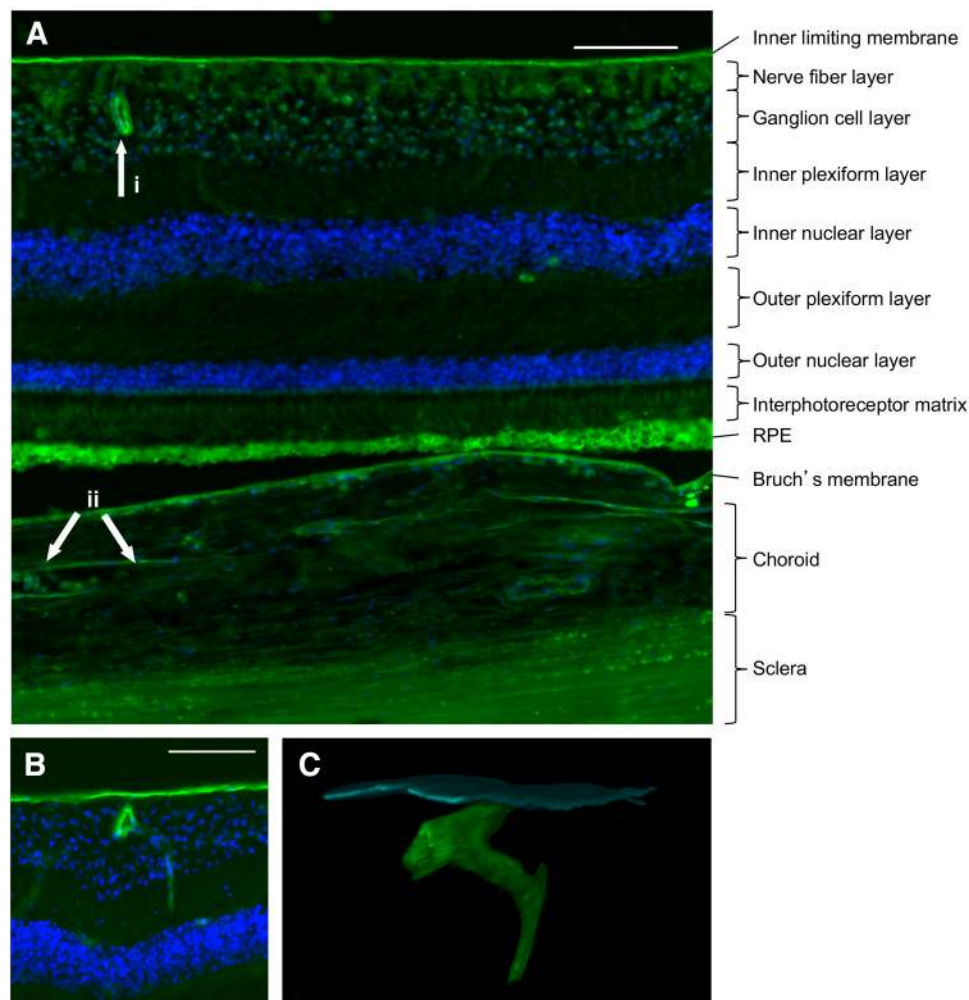 A
Inner limiting membrane
Nerve fiber layer
Ganglion cell layer
i
Inner plexiform layer
Inner nuclear layer
Outer plexiform layer
Outer nuclear layer
Interphotoreceptor matrix
RPE
Bruch's membrane
ii
Choroid
Sclera
B
C